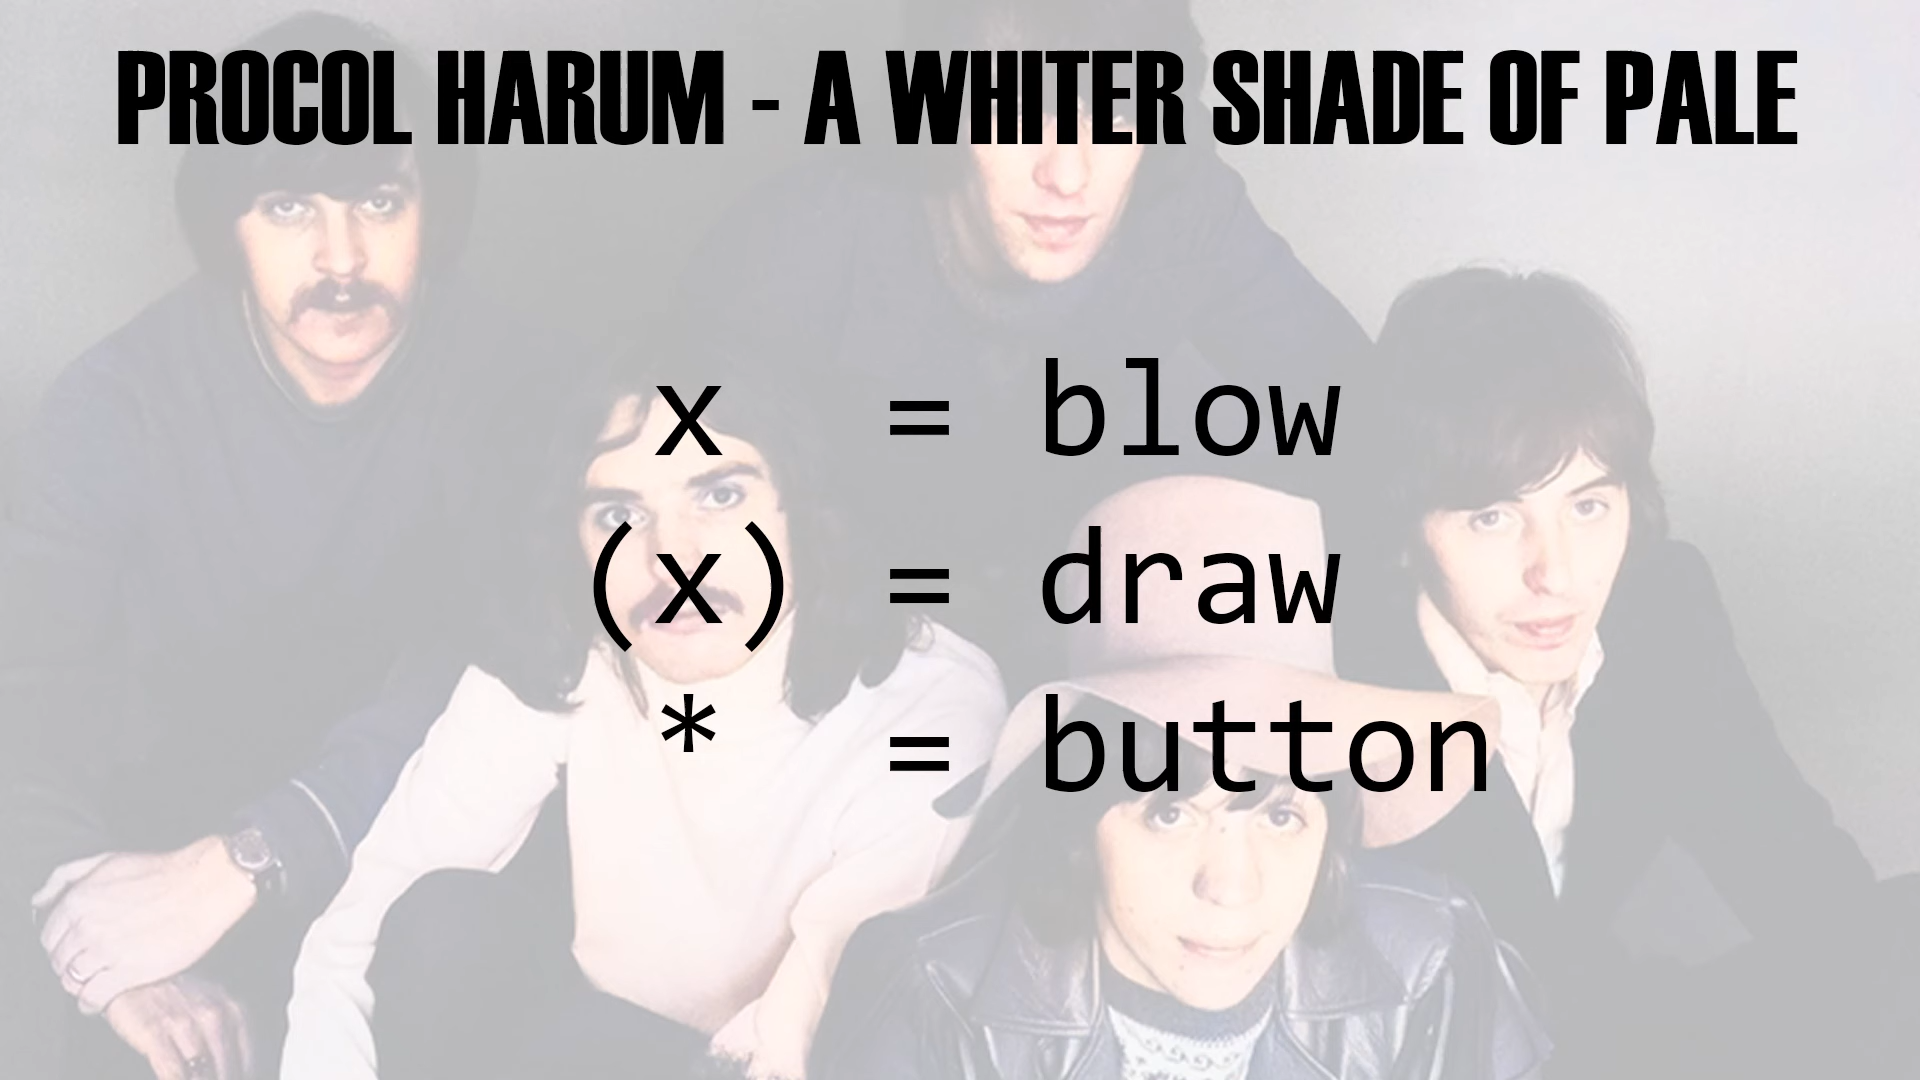 PROCOL HARUM - A WHITER SHADE OF PALE
x = blow
(x) = draw
* = button